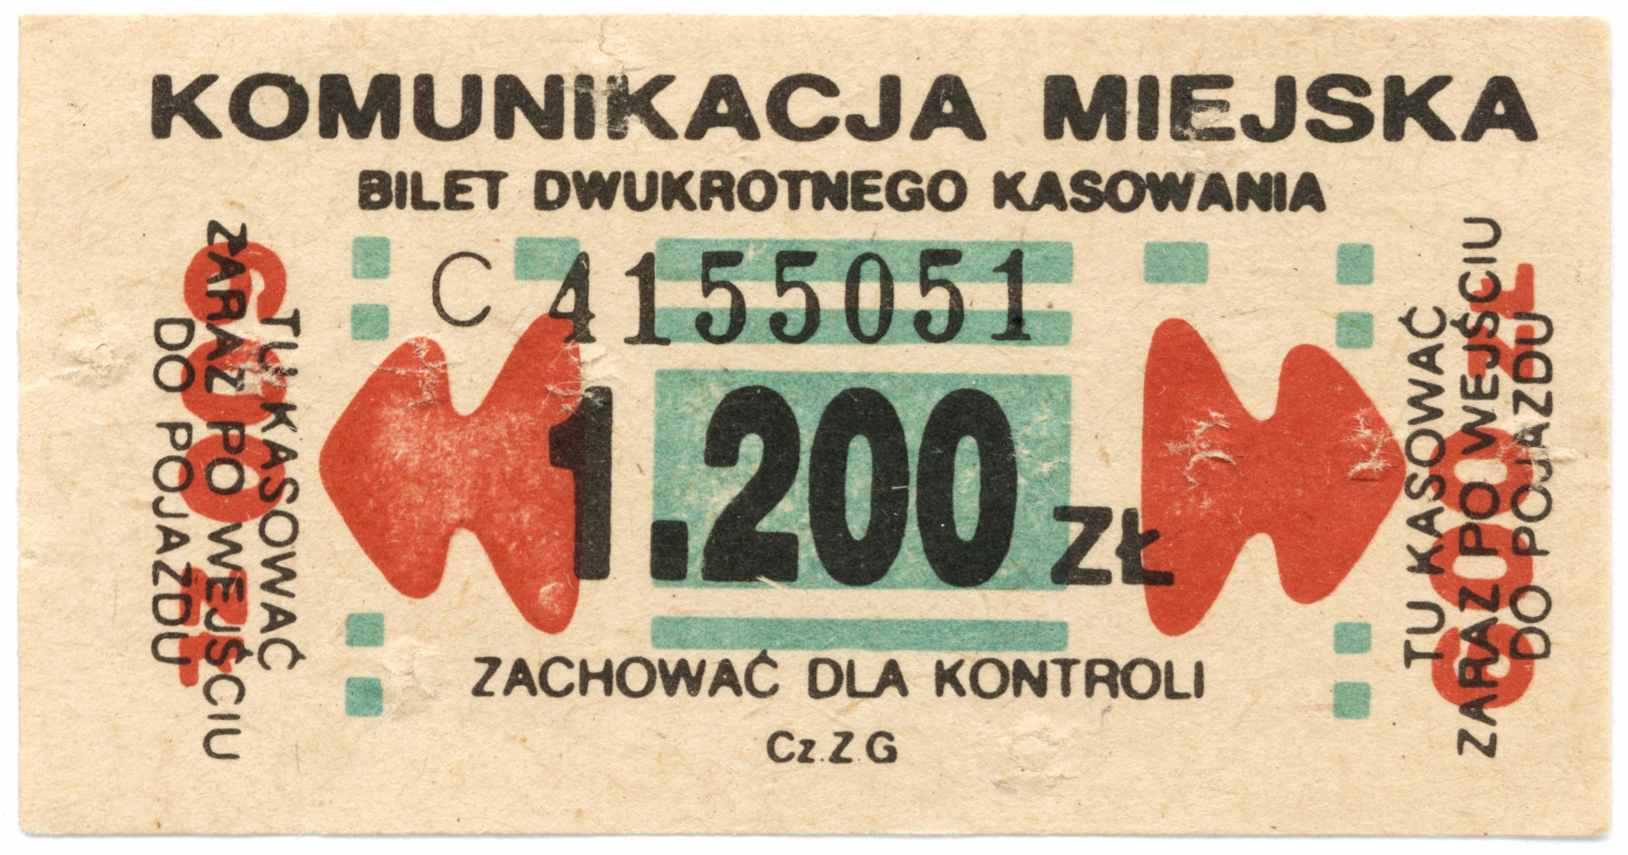 KOMUNIKACJA MIEJSKA
BILET DWUKROTNEGO KASOWANIA
C 4155051
1.200 ZŁ
ZACHOWAĆ DLA KONTROLI
Cz.Z.G
TU KASOWAĆ
ZARAZ PO WEJŚCIU
DO POJAZDU
600 ZŁ
TU KASOWAĆ
ZARAZ PO WEJŚCIU
DO POJAZDU
600 ZŁ